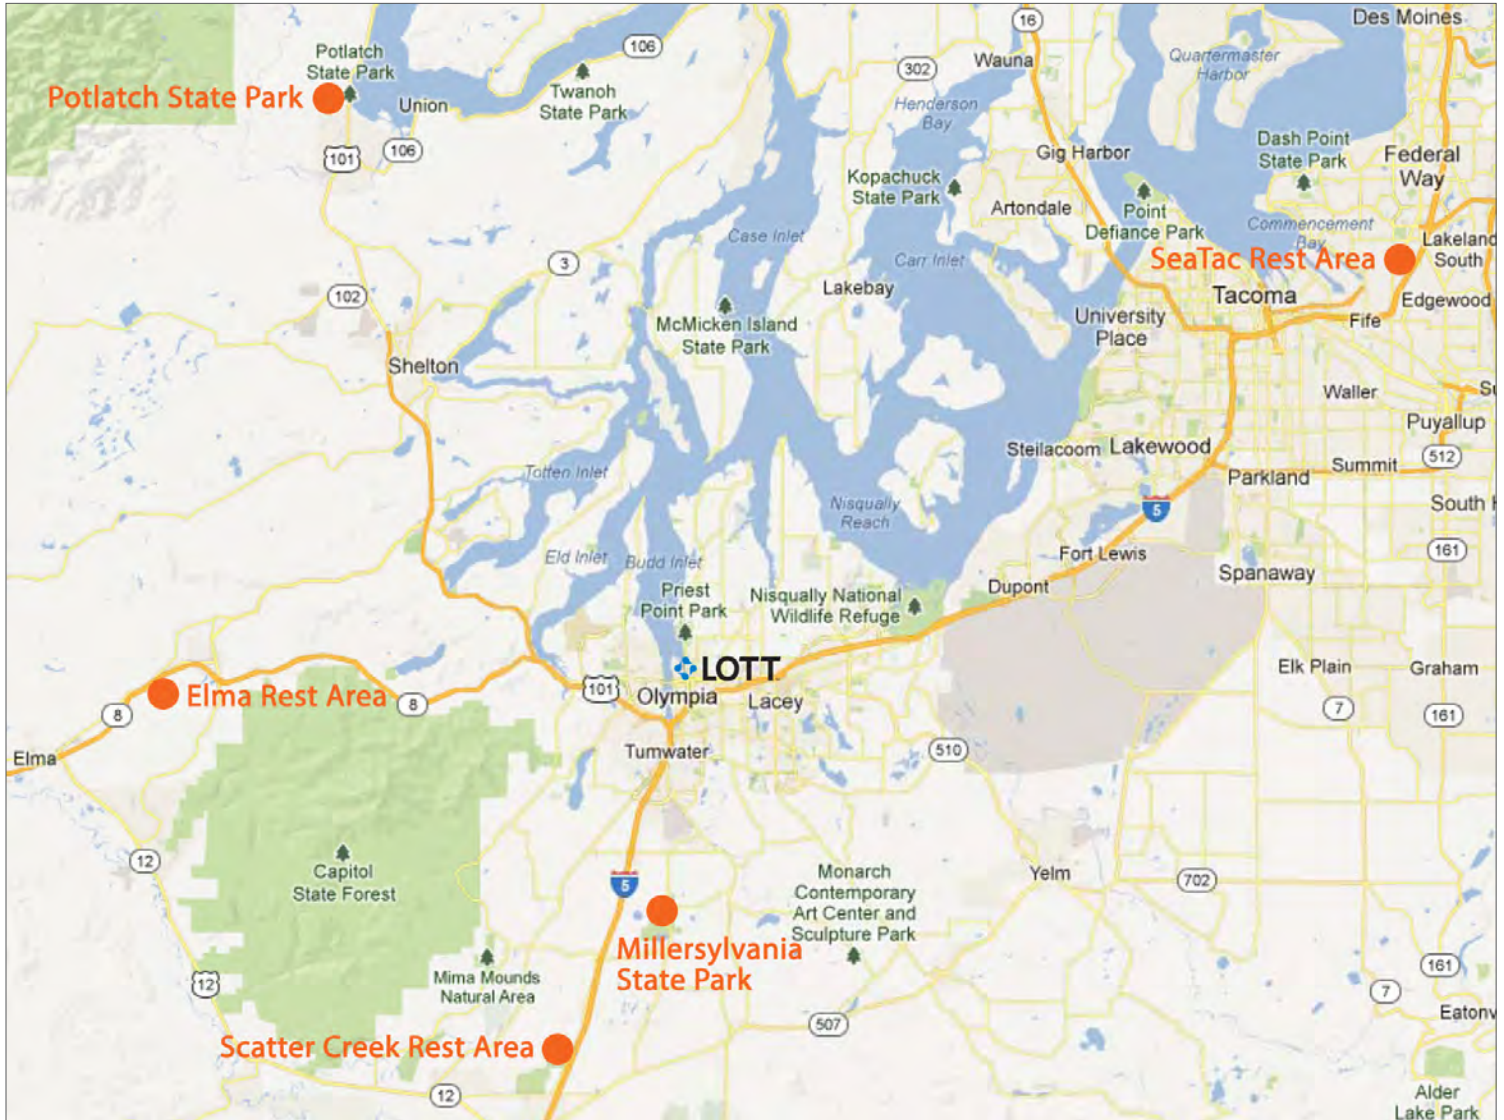 Des Moines
16
Potlatch
State Park
106
Wauna
Quartermaster
Harbor
302
Potlatch State Park
Union
Twanoh
State Park
Henderson
Bay
Dash Point
State Park
101
106
Gig Harbor
Federal
Way
Kopachuck
State Park
Artondale
Point
Defiance Park
Case Inlet
Commencement
Bay
Lakeland
South
3
Carr Inlet
SeaTac Rest Area
102
Lakebay
Tacoma
Edgewood
McMicken Island
State Park
University
Place
Fife
Shelton
Waller
Puyallup
Steilacoom
Lakewood
512
Totten Inlet
Parkland
Summit
Nisqually
Reach
5
South H
Eld Inlet
Budd Inlet
Fort Lewis
161
Priest
Point Park
Nisqually National
Wildlife Refuge
Dupont
Spanaway
LOTT
Elk Plain
Graham
Elma Rest Area
101
Olympia
Lacey
8
8
7
161
Elma
Tumwater
510
12
Capitol
State Forest
5
Monarch
Contemporary
Art Center and
Sculpture Park
Yelm
702
Millersylvania
State Park
12
Mima Mounds
Natural Area
161
7
507
Eatonv
Scatter Creek Rest Area
12
Alder
Lake Park